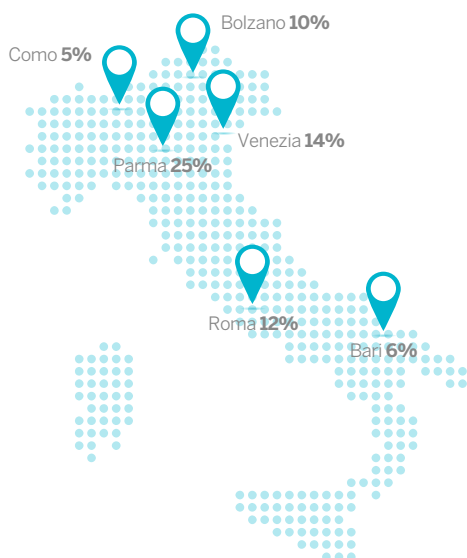 Bolzano 10%
Como 5%
Venezia 14%
Parma 25%
Roma 12%
Bari 6%